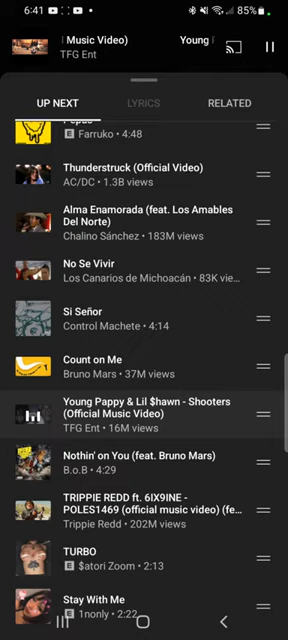 6:41
85%
Music Video)
Young
TFG Ent
UP NEXT
LYRICS
RELATED
Pepas
E Farruko • 4:48
Thunderstruck (Official Video)
AC/DC • 1.3B views
Alma Enamorada (feat. Los Amables
Del Norte)
Chalino Sánchez • 183M views
No Se Vivir
Los Canarios de Michoacán • 83K vie...
Si Señor
Control Machete • 4:14
Count on Me
Bruno Mars • 37M views
Young Pappy & Lil $hawn - Shooters
(Official Music Video)
TFG Ent • 16M views
Nothin' on You (feat. Bruno Mars)
B.o.B • 4:29
TRIPPIE REDD ft. 6IX9INE -
POLES1469 (official music video) (fe...
Trippie Redd • 202M views
TURBO
E $atori Zoom • 2:13
Stay With Me
E 1nonly • 2:22